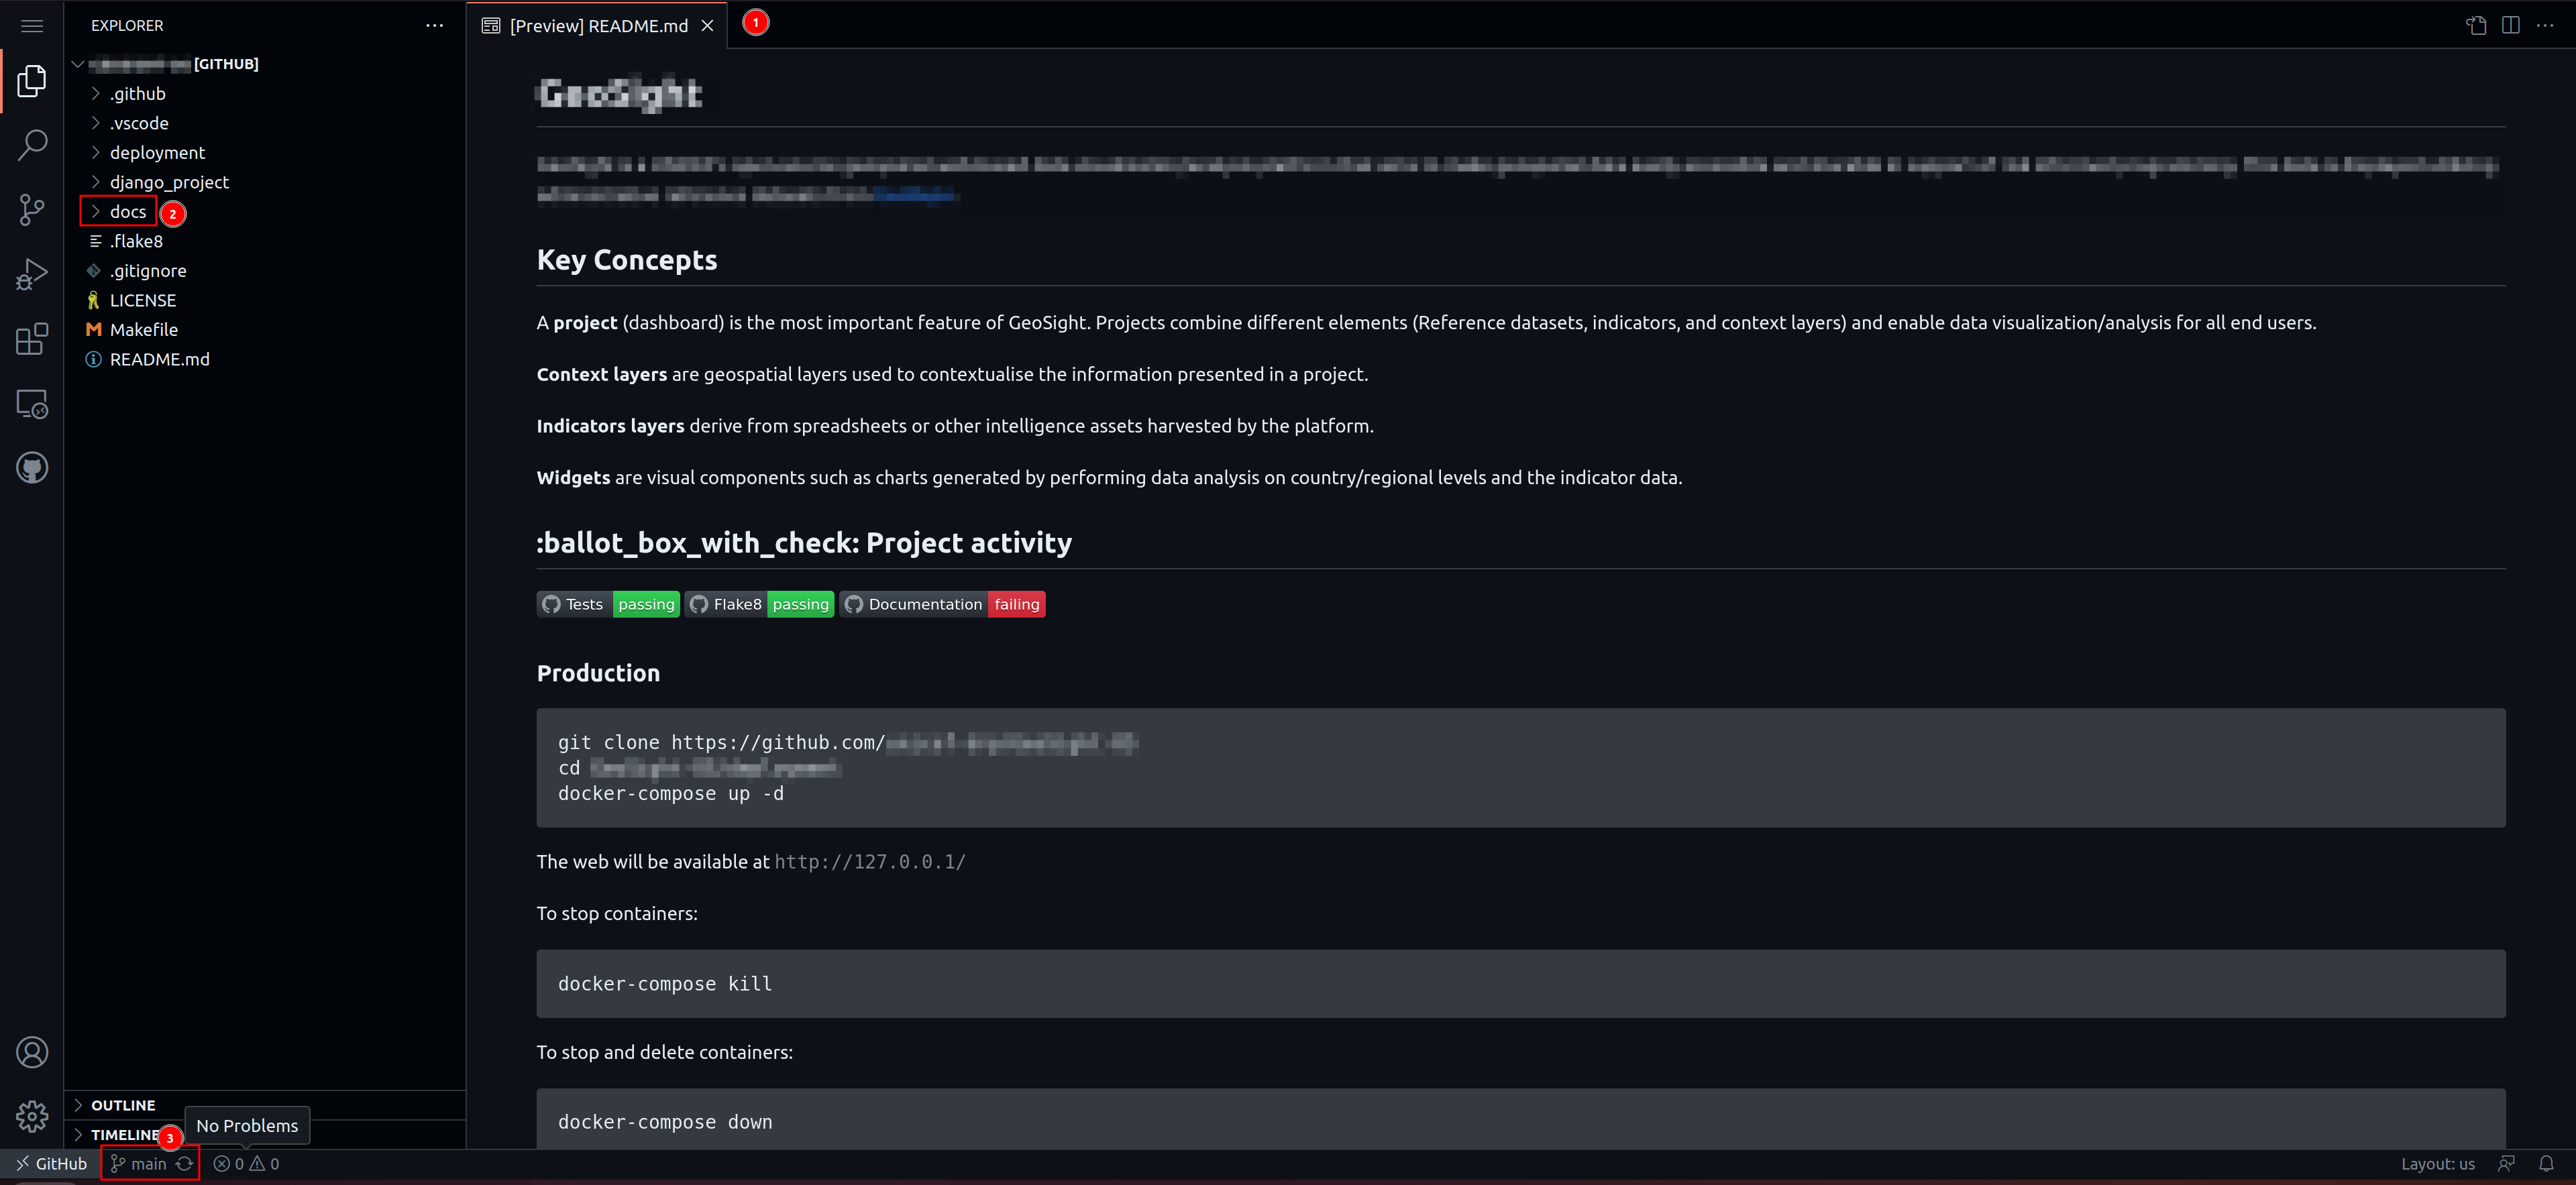 EXPLORER
[Preview] README.md
1
[GITHUB]
.github
.vscode
deployment
django_project
docs
2
.flake8
.gitignore
LICENSE
Makefile
README.md
GeoSight
Key Concepts
A project (dashboard) is the most important feature of GeoSight. Projects combine different elements (Reference datasets, indicators, and context layers) and enable data visualization/analysis for all end users.
Context layers are geospatial layers used to contextualise the information presented in a project.
Indicators layers derive from spreadsheets or other intelligence assets harvested by the platform.
Widgets are visual components such as charts generated by performing data analysis on country/regional levels and the indicator data.
:ballot_box_with_check: Project activity
Tests passing Flake8 passing Documentation failing
Production
git clone https://github.com/
cd
docker-compose up -d
The web will be available at http://127.0.0.1/
To stop containers:
docker-compose kill
To stop and delete containers:
docker-compose down
OUTLINE
TIMELINE
3
No Problems
GitHub
main
0
0
Layout: us